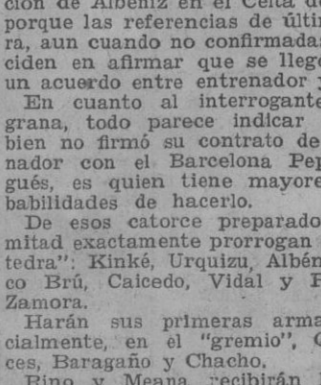 ción de Albéniz en el Celta de
porque las referencias de últi
ra, aun cuando no confirmada
ciden en afirmar que se lleg
un acuerdo entre entrenador y
En cuanto al interrogante
grana, todo parece indicar
bien no firmó su contrato de
nador con el Barcelona Pep
gués, es quien tiene mayore
babilidades de hacerlo.
De esos catorce preparado
mitad exactamente prorrogan
tedra": Kinké, Urquizu, Albén
co Brú, Caicedo, Vidal y
Zamora.
Harán sus primeras arma
cialmente, en el "gremio",
ces, Baragaño y Chacho.
Rino y Meana recibirán